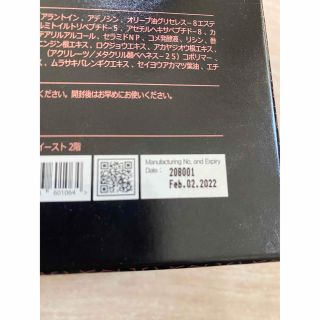 アラントイン、アデノシン、オリーブ油グリセレス-8エステ
ルミトイルトリペプチド-5、アセチルヘキサペプチド-8、カ
テアリルアルコール、セラミドNP、コメ発酵液、リシン、酢
ニンジン根エキス、ロクジョウエキス、アカヤジオウ根エキス、
(アクリレーツ/メタクリル酸ベヘネス-25)コポリマー、
ス、ムラサキバレンギクエキス、セイヨウアカマツ葉油、エチ
ください。開封後はお早めにお使いください。
イースト 2階
Manufacturing No. and Expiry
Date :
20B001
Feb.02.2022
601064